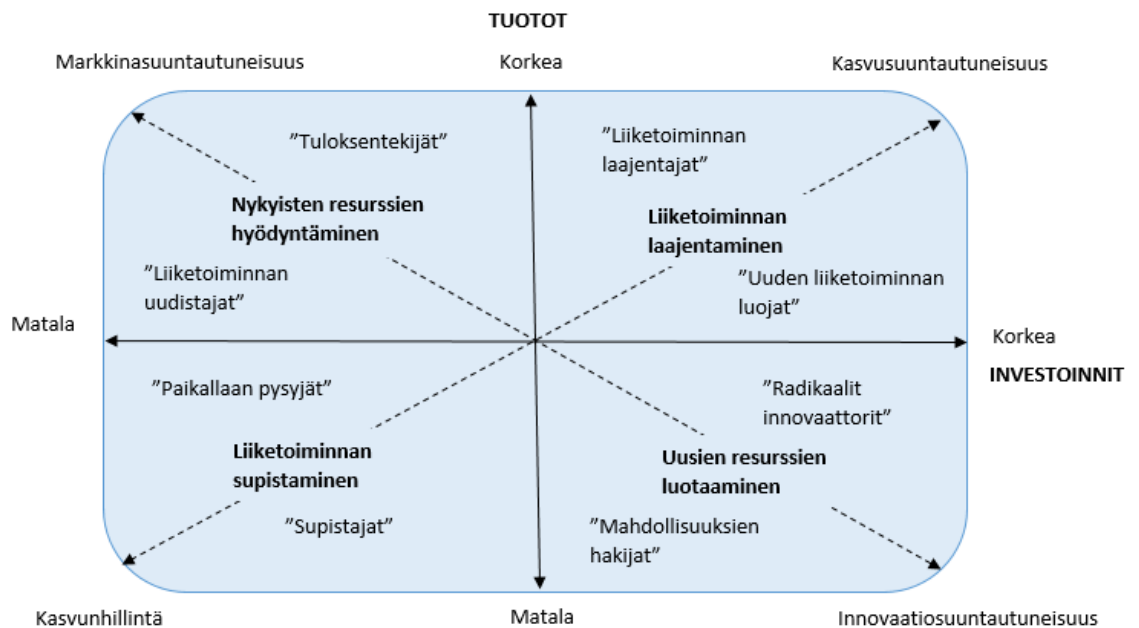 TUOTOT
Markkinasuuntautuneisuus
Korkea
Kasvusuuntautuneisuus
”Tuloksentekijät”
”Liiketoiminnan
laajentajat”
Nykyisten resurssien
hyödyntäminen
Liiketoiminnan
laajentaminen
”Liiketoiminnan
uudistajat”
”Uuden liiketoiminnan
luojat”
Matala
Korkea
INVESTOINNIT
”Paikallaan pysyjät”
”Radikaalit
innovaattorit”
Liiketoiminnan
supistaminen
Uusien resurssien
luotaaminen
”Supistajat”
”Mahdollisuuksien
hakijat”
Kasvunhillintä
Matala
Innovaatiosuuntautuneisuus